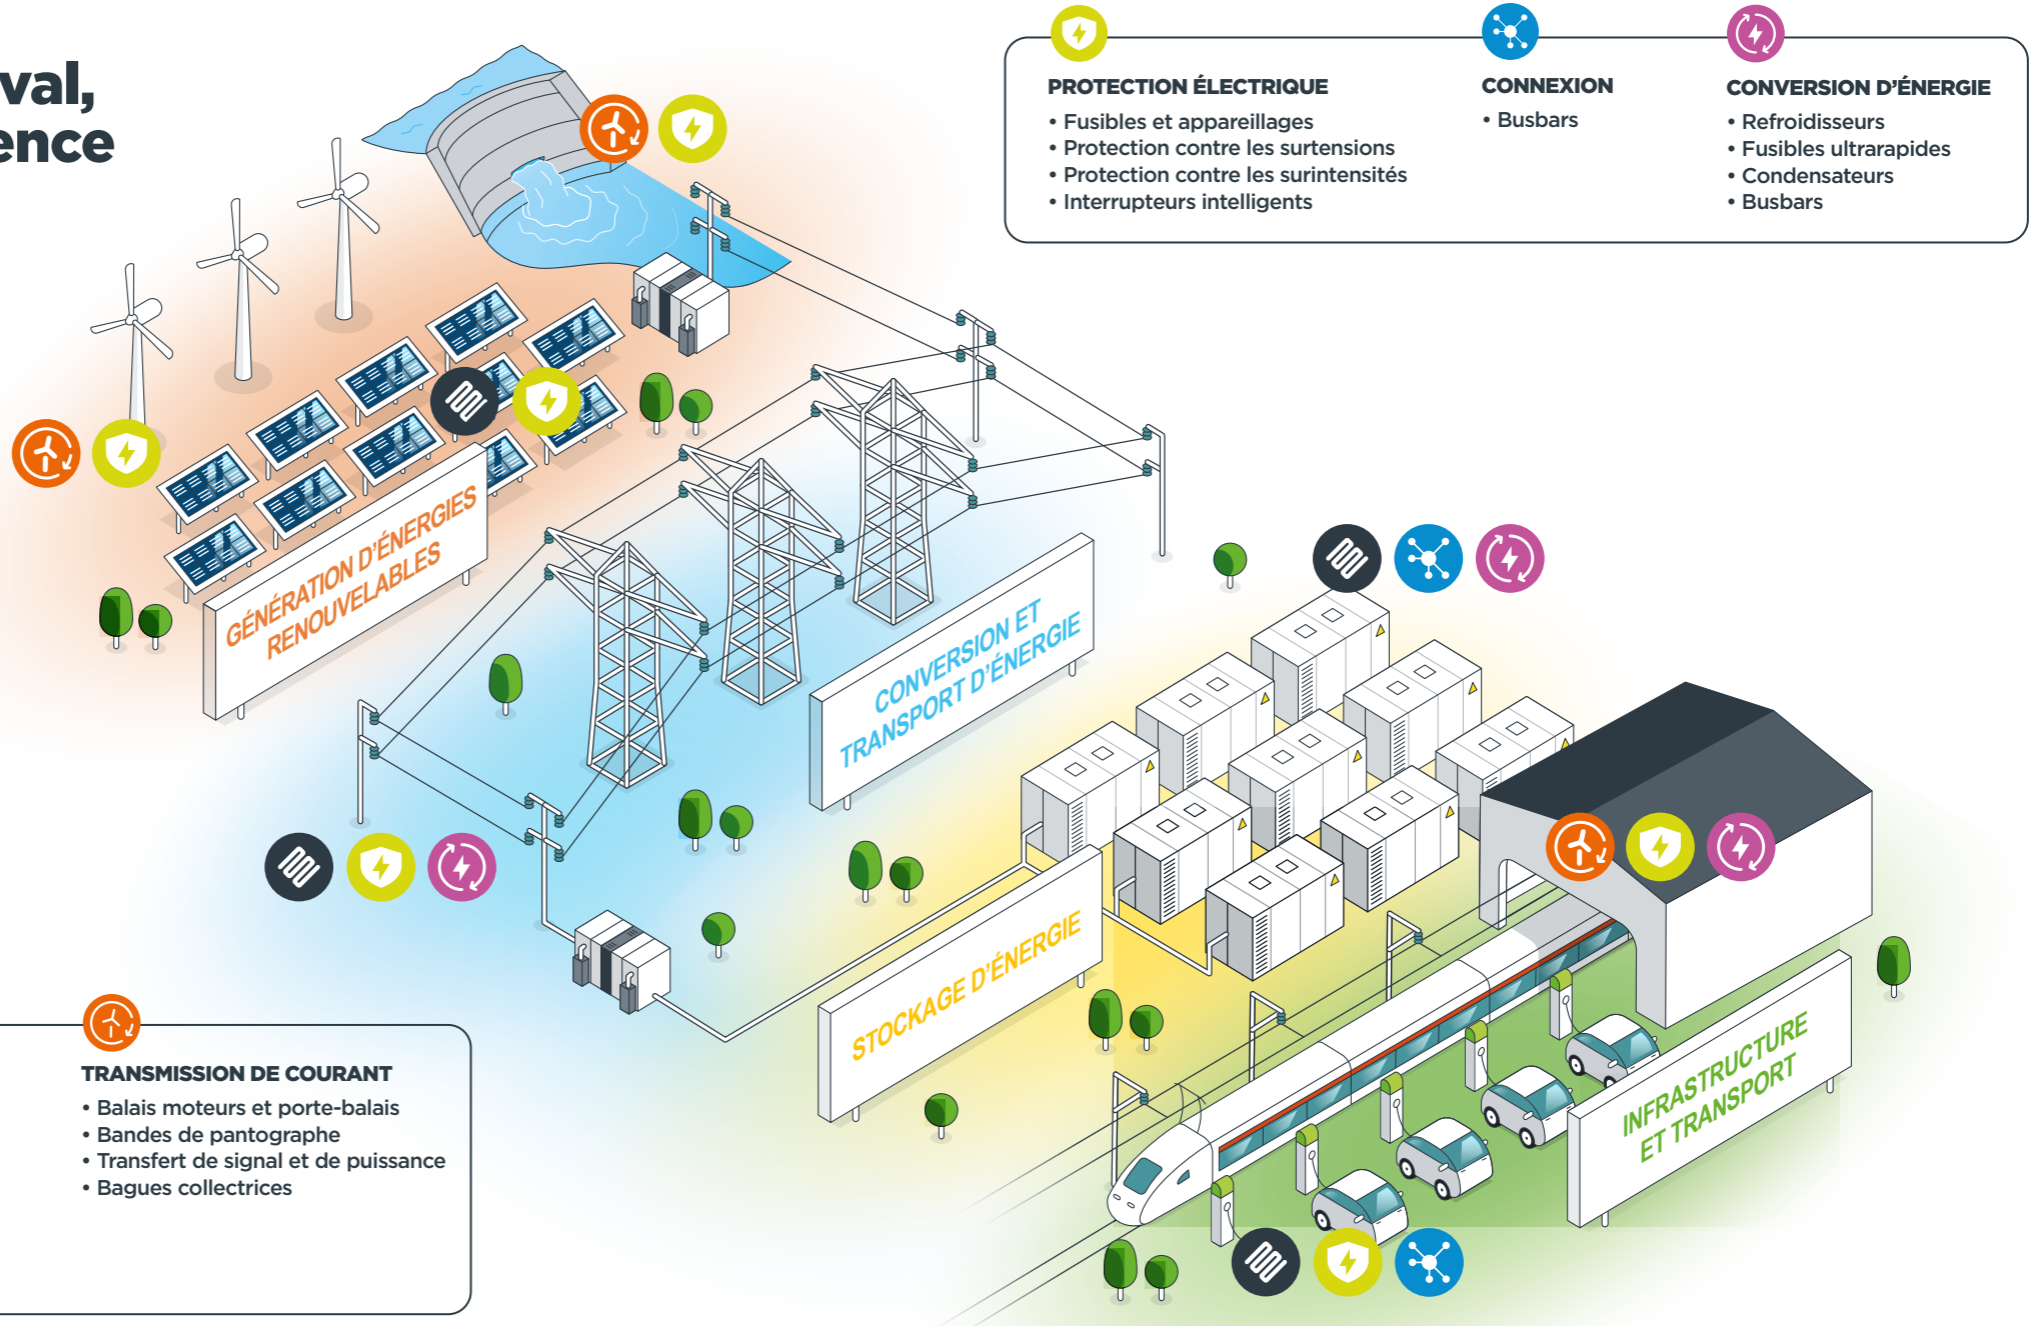 val,
ence
PROTECTION ÉLECTRIQUE
• Fusibles et appareillages
• Protection contre les surtensions
• Protection contre les surintensités
• Interrupteurs intelligents
CONNEXION
• Busbars
CONVERSION D'ÉNERGIE
• Refroidisseurs
• Fusibles ultrarapides
• Condensateurs
• Busbars
GÉNÉRATION D'ÉNERGIES
RENOUVELABLES
CONVERSION ET
TRANSPORT D'ÉNERGIE
STOCKAGE D'ÉNERGIE
INFRASTRUCTURE
ET TRANSPORT
TRANSMISSION DE COURANT
• Balais moteurs et porte-balais
• Bandes de pantographe
• Transfert de signal et de puissance
• Bagues collectrices